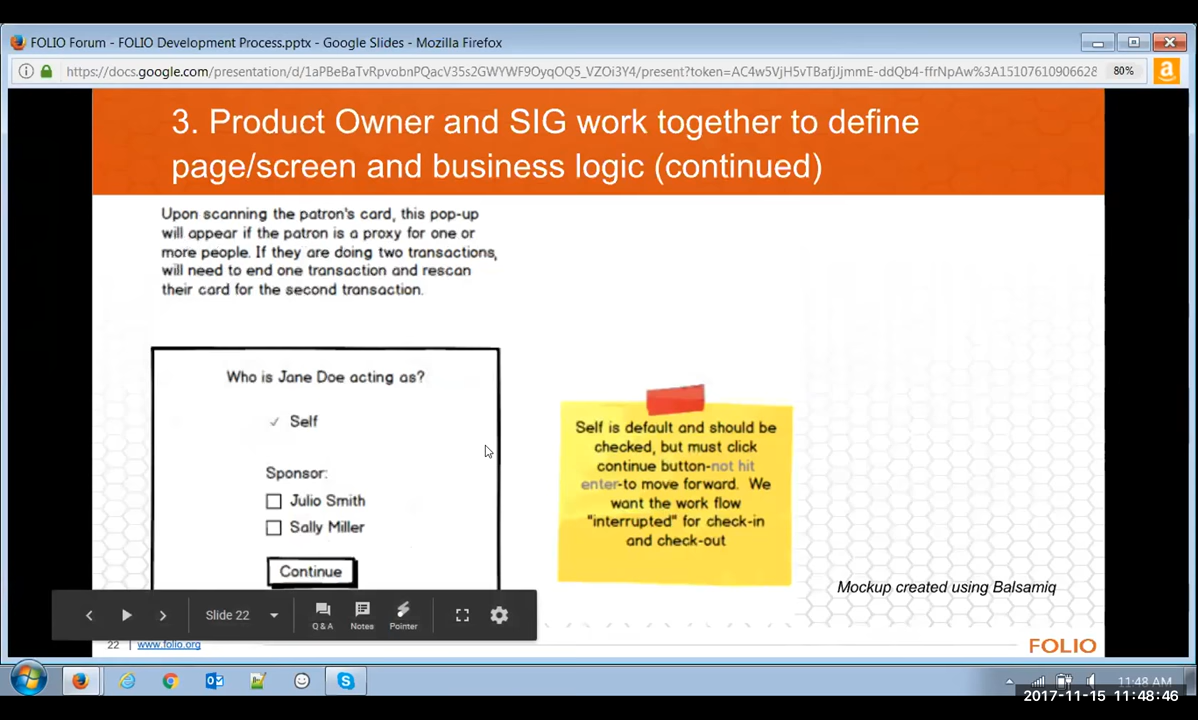 FOLIO Forum - FOLIO Development Process.pptx - Google Slides - Mozilla Firefox
https://docs.google.com/presentation/d/1aPBeBaTvRpvobnPQacV35s2GWYWF9OyqOQ5_VZOi3Y4/present?token=AC4w5VjH5vTBafjJjmmE-ddQb4-ffrNpAw%3A1510761090628
80%
3. Product Owner and SIG work together to define
page/screen and business logic (continued)
Upon scanning the patron's card, this pop-up
will appear if the patron is a proxy for one or
more people. If they are doing two transactions,
will need to end one transaction and rescan
their card for the second transaction.
Who is Jane Doe acting as?
✓ Self
Sponsor:
Julio Smith
Sally Miller
Continue
Self is default and should be
checked, but must click
continue button-not hit
enter-to move forward. We
want the work flow
"interrupted" for check-in
and check-out
Mockup created using Balsamiq
Slide 22
Q & A
Notes
Pointer
22 | www.folio.org
FOLIO
11:48 AM
2017-11-15 11:48:46